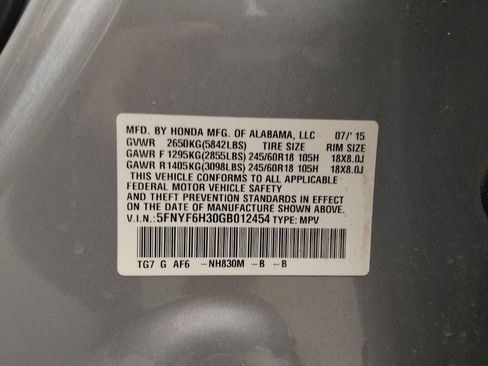 MFD. BY HONDA MFG. OF ALABAMA, LLC 07/'15
GVWR 2650KG(5842LBS) TIRE SIZE RIM SIZE
GAWR F 1295KG(2855LBS) 245/60R18 105H 18X8.0J
GAWR R1405KG(3098LBS) 245/60R18 105H 18X8.0J
THIS VEHICLE CONFORMS TO ALL APPLICABLE
FEDERAL MOTOR VEHICLE SAFETY
AND THEFT PREVENTION STANDARDS IN EFFECT
ON THE DATE OF MANUFACTURE SHOWN ABOVE.
V.I.N.: 5FNYF6H30GB012454 TYPE: MPV
TG7 G AF6 -NH830M -B -B